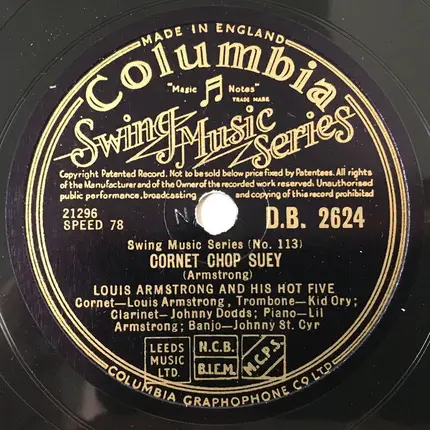 MADE IN ENGLAND
Columbia
"Magic Notes"
TRADE MARK
Swing Music Series
Copyright Patented Record. Not to be sold below price fixed by Patentees. All rights
of the Manufacturer and of the Owner of the recorded work reserved. Unauthorised
public performance, broadcasting and copying of this record prohibited
21296
SPEED 78
N
D.B. 2624
Swing Music Series (No. 113)
CORNET CHOP SUEY
(Armstrong)
LOUIS ARMSTRONG AND HIS HOT FIVE
Cornet—Louis Armstrong, Trombone—Kid Ory;
Clarinet—Johnny Dodds; Piano—Lil
Armstrong; Banjo—Johnny St. Cyr
LEEDS
MUSIC
LTD.
N.C.B.
B.I.E.M.
M.C.P.S.
COLUMBIA GRAPHOPHONE CO LTD.